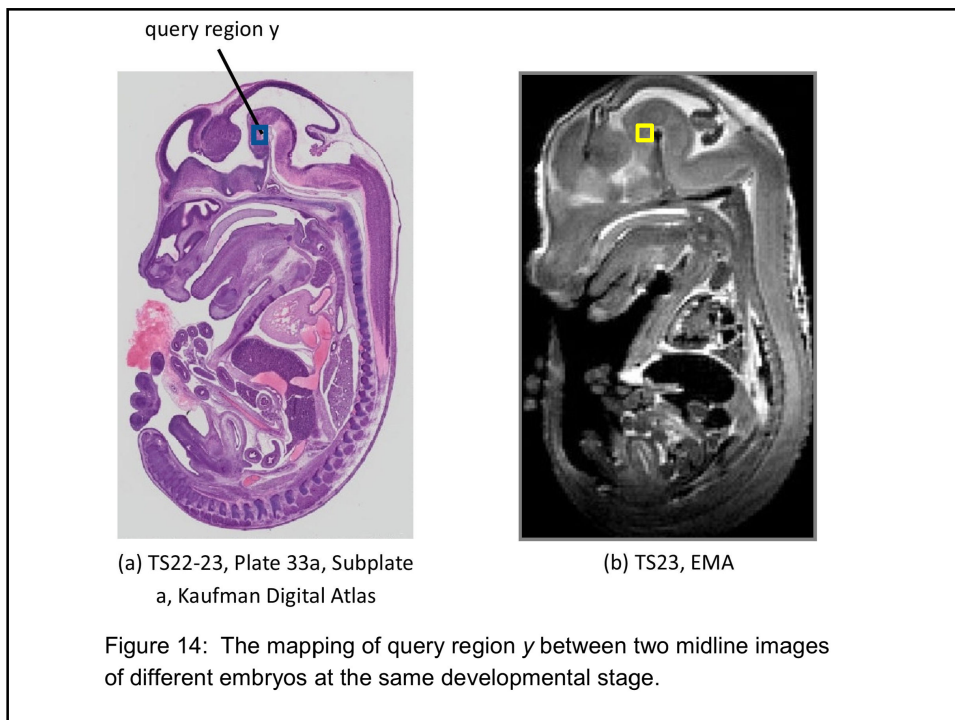 query region y
(a) TS22-23, Plate 33a, Subplate
a, Kaufman Digital Atlas
(b) TS23, EMA
Figure 14: The mapping of query region y between two midline images
of different embryos at the same developmental stage.